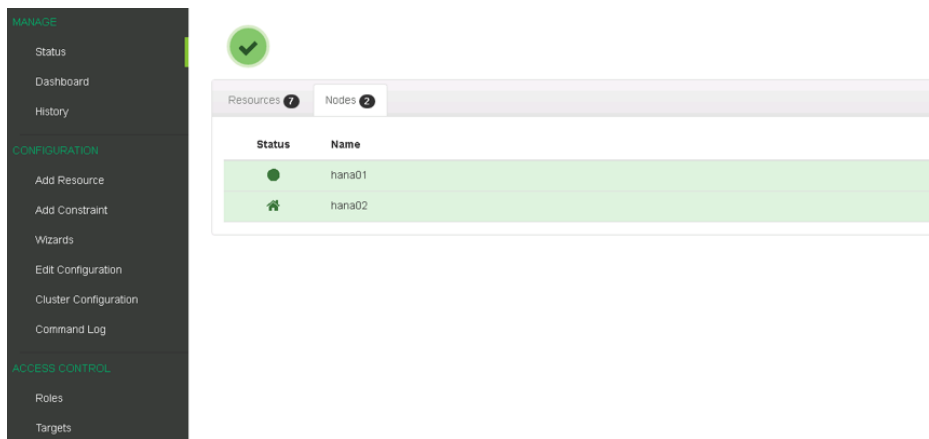 MANAGE
Status
Dashboard
History
CONFIGURATION
Add Resource
Add Constraint
Wizards
Edit Configuration
Cluster Configuration
Command Log
ACCESS CONTROL
Roles
Targets
Resources 7 Nodes 2
Status Name
hana01
hana02